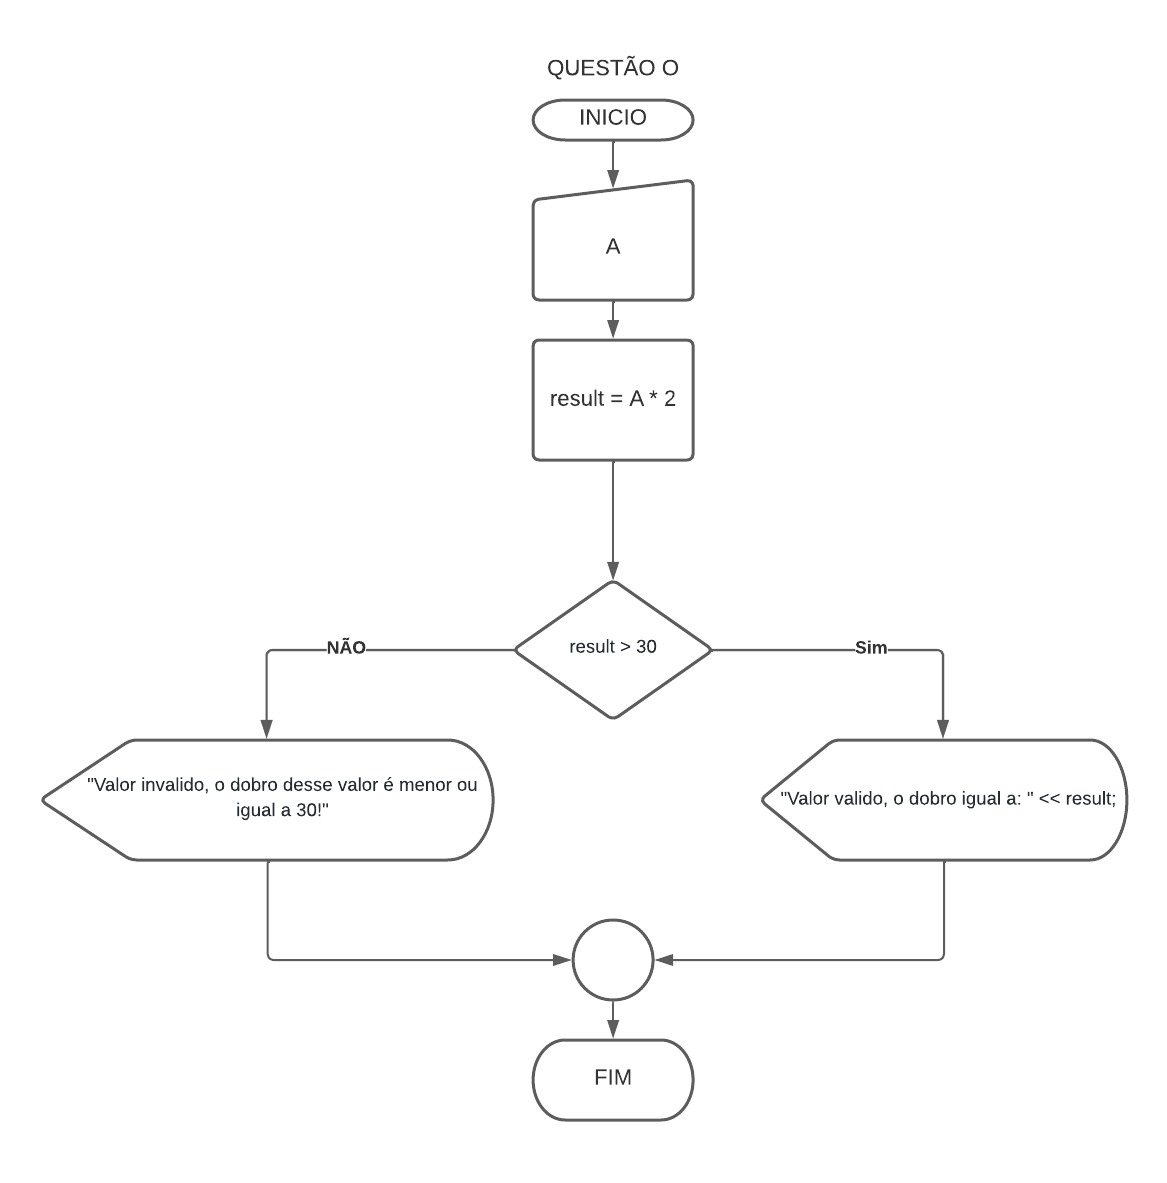 QUESTÃO O
INICIO
A
result = A * 2
result > 30
NÃO
Sim
"Valor invalido, o dobro desse valor é menor ou
igual a 30!"
"Valor valido, o dobro igual a: " << result;
FIM